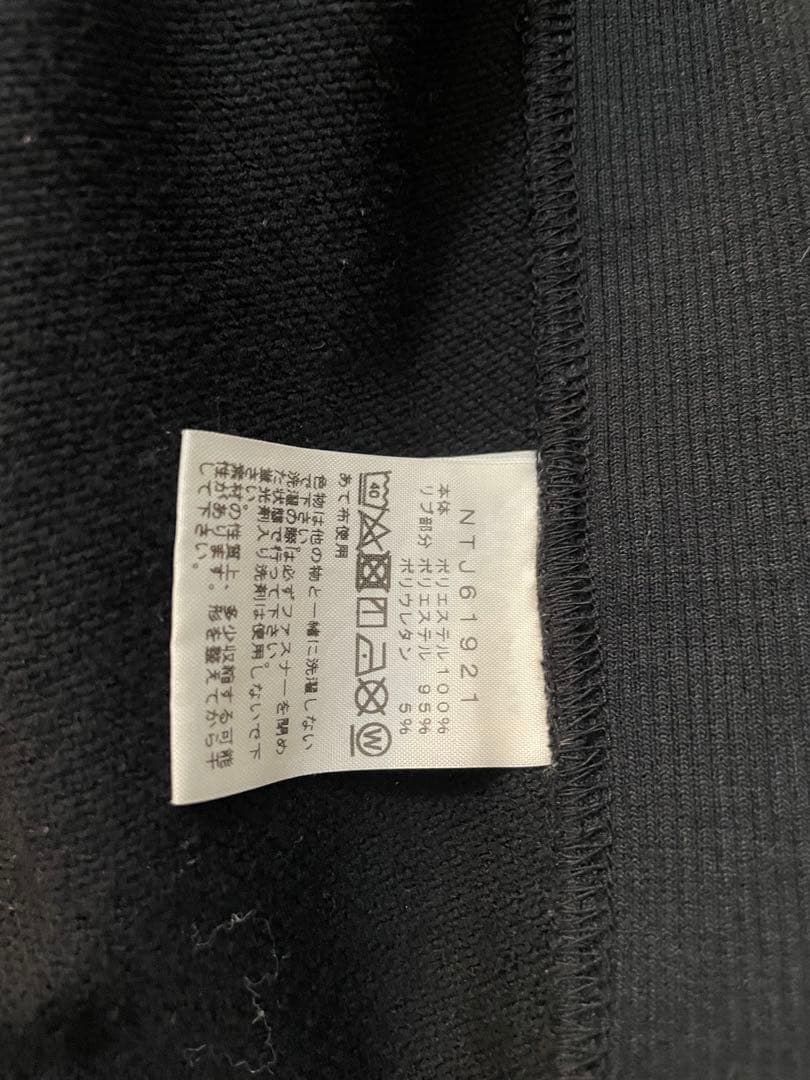 NTJ61921
本体 ポリエステル100%
リブ部分 ポリエステル 95%
ポリウレタン 5%
40 W
あて布使用
色物は他の物と一緒に洗濯しない
で下さい。
洗濯の際は必ずファスナーを閉め
た状態で行って下さい。
蛍光剤入り洗剤は使用しないで下
さい。
素材の性質上、多少収縮する可能
性があります。形を整えてから干
して下さい。